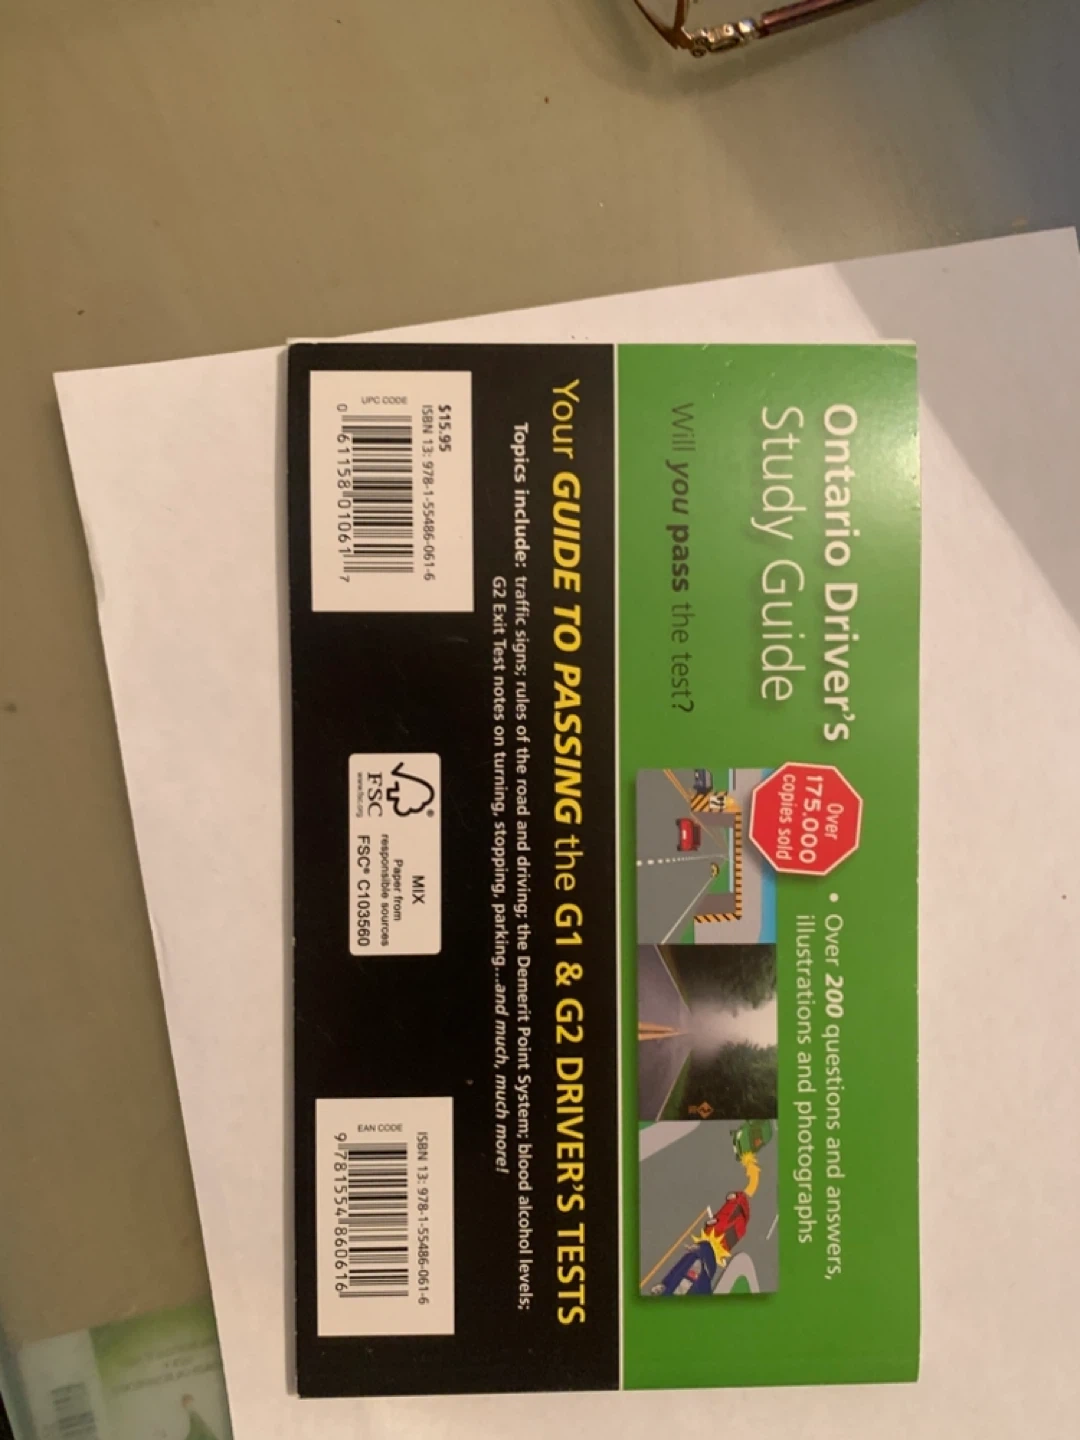 Ontario Driver's
Study Guide
Will you pass the test?
Over
175,000
copies sold
• Over 200 questions and answers,
illustrations and photographs
Your GUIDE TO PASSING the G1 & G2 DRIVER'S TESTS
Topics include: traffic signs; rules of the road and driving; the Demerit Point System; blood alcohol levels;
G2 Exit Test notes on turning, stopping, parking...and much, much more!
$15.95
ISBN 13: 978-1-55486-061-6
UPC CODE
0 61158 01061 7
FSC
www.fsc.org
MIX
Paper from
responsible sources
FSC® C103560
ISBN 13: 978-1-55486-061-6
EAN CODE
9 781554 860616